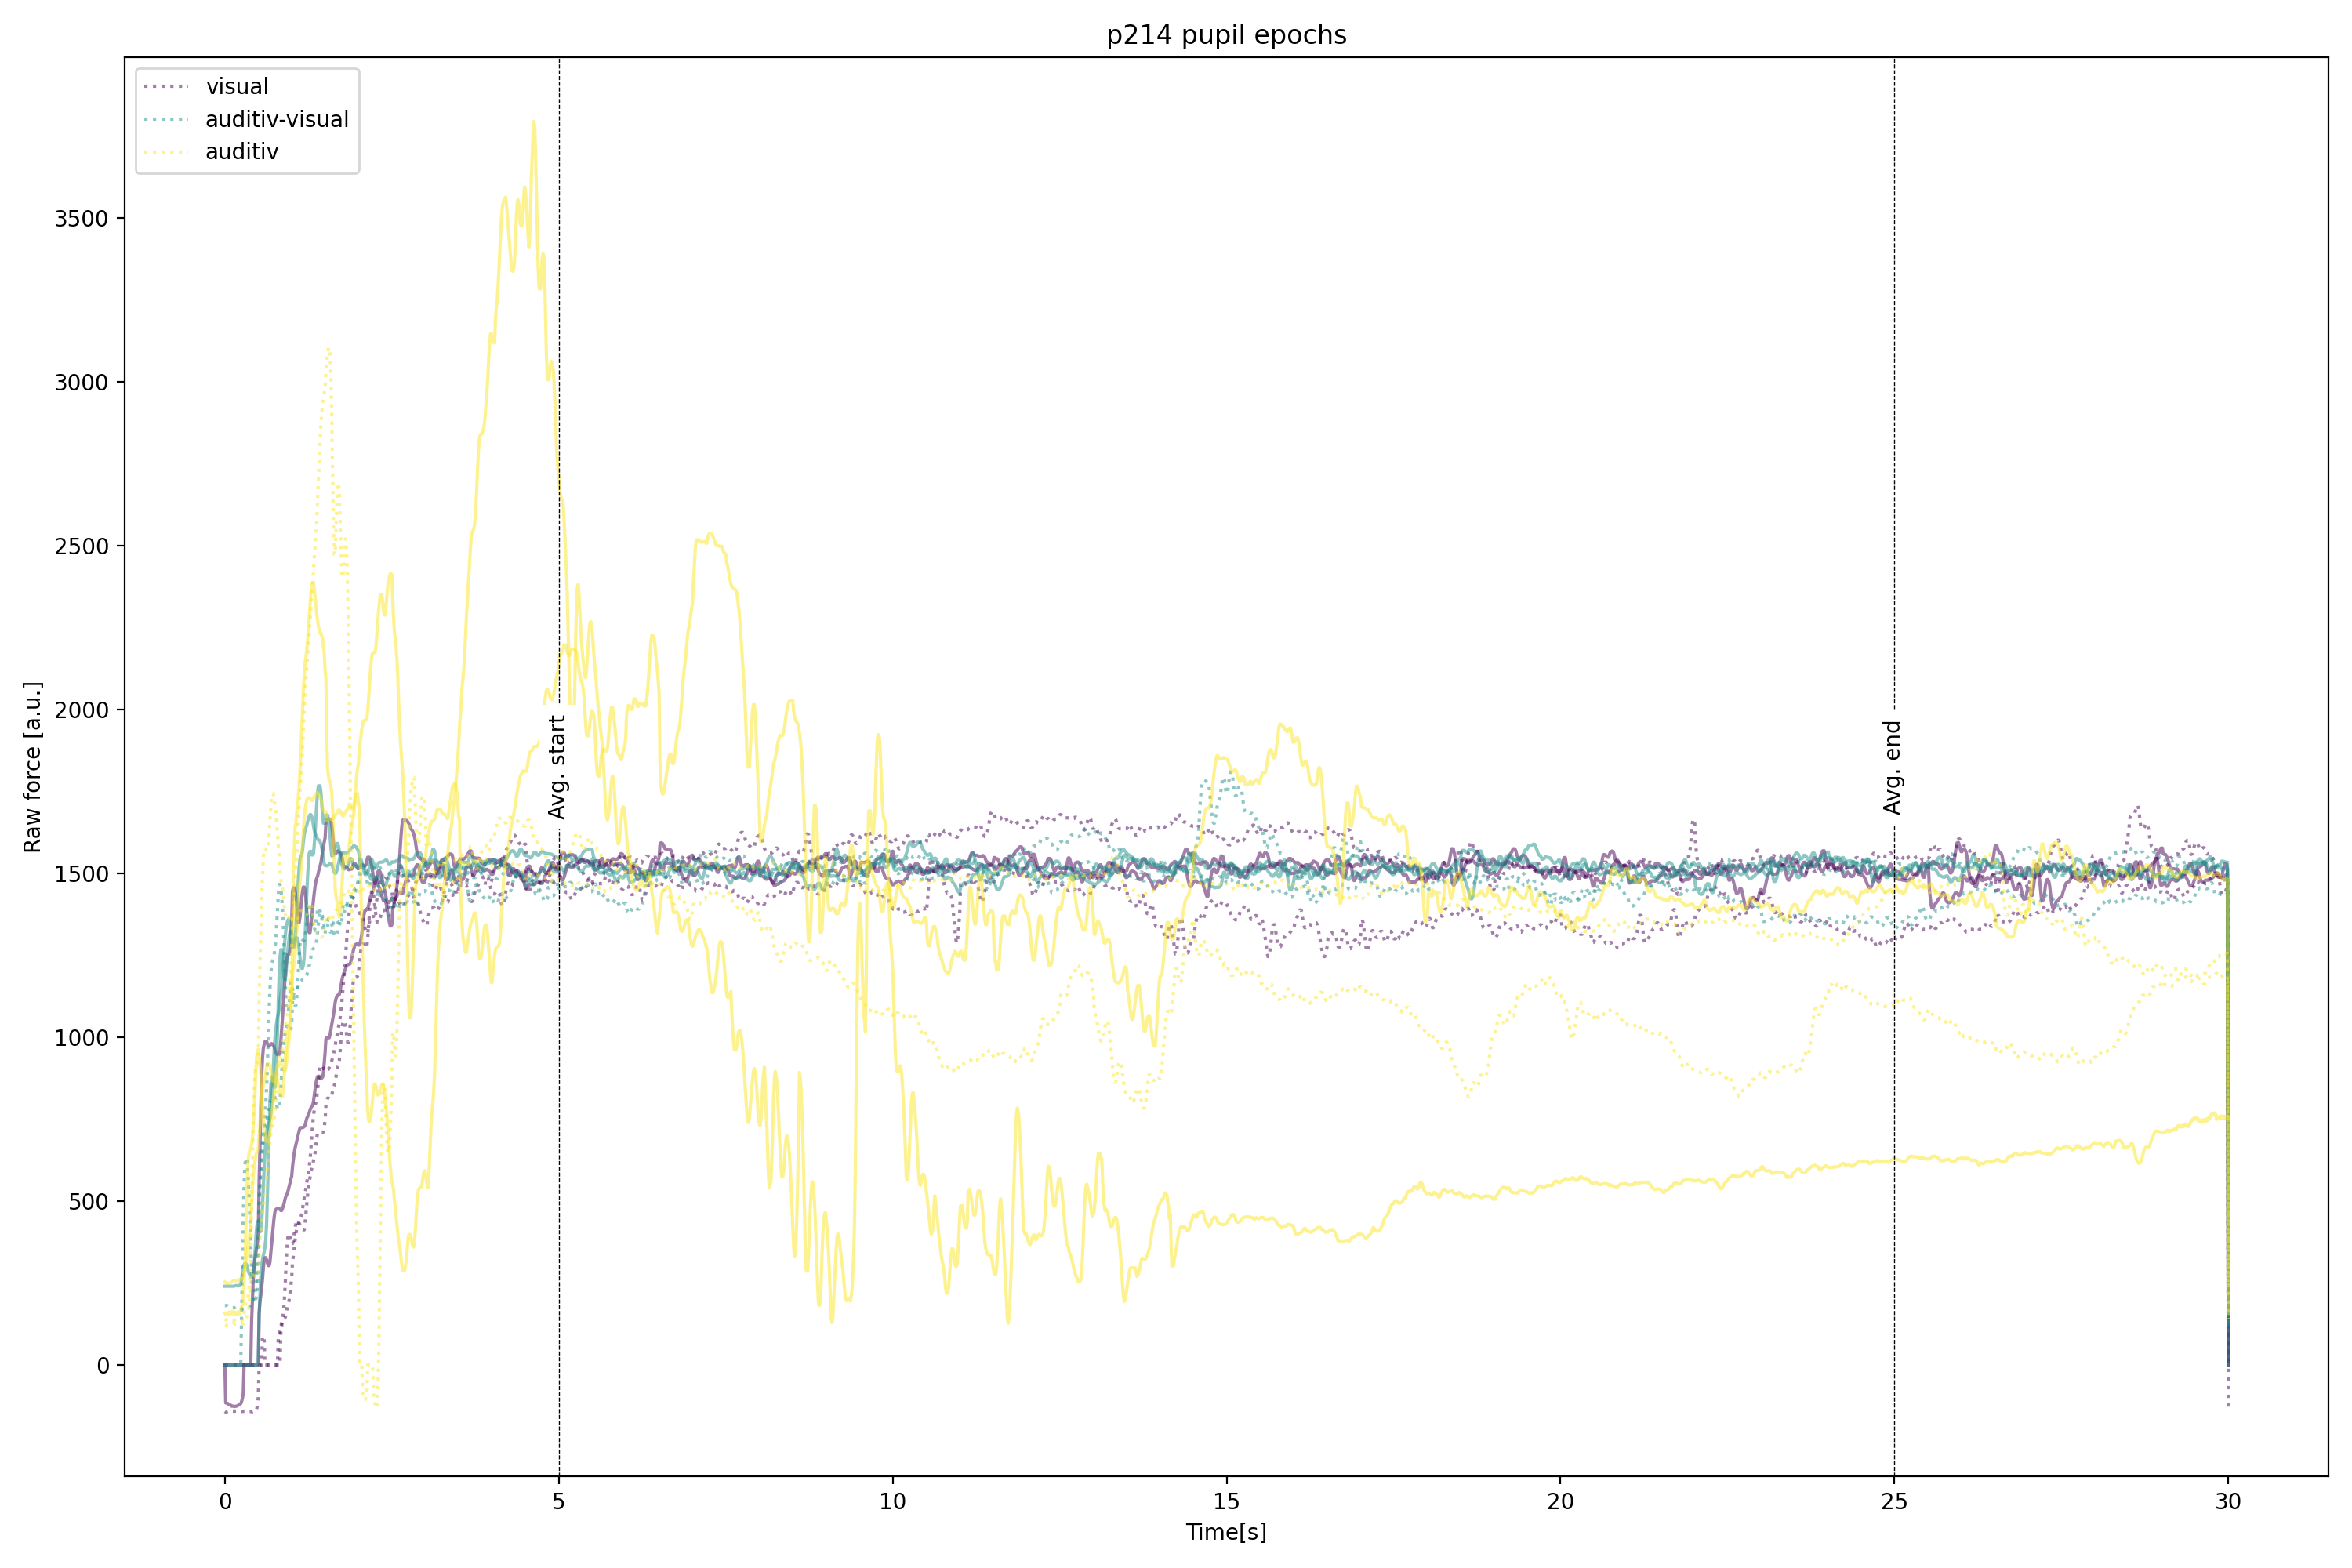 p214 pupil epochs
visual
auditiv-visual
auditiv
Raw force [a.u.]
3500
3000
2500
2000
1500
1000
500
0
Avg. start
Avg. end
0
5
10
15
20
25
30
Time[s]